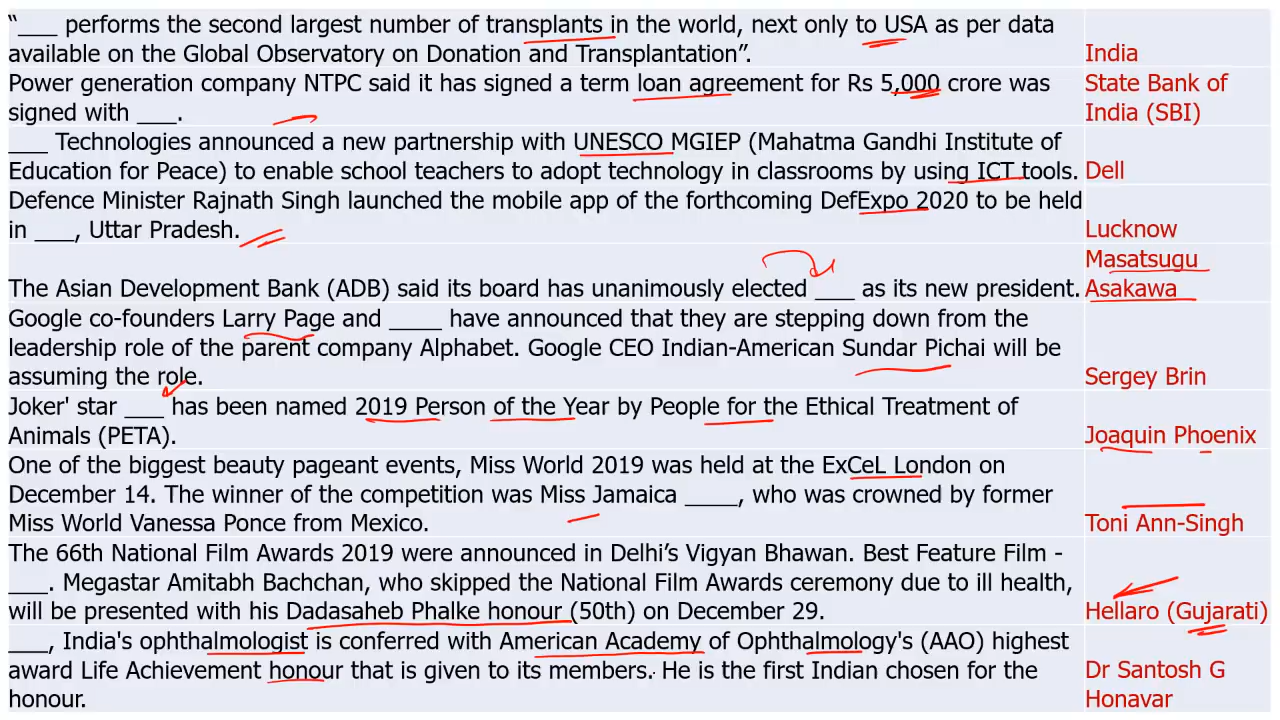 “___ performs the second largest number of transplants in the world, next only to USA as per data
available on the Global Observatory on Donation and Transplantation”.
India
Power generation company NTPC said it has signed a term loan agreement for Rs 5,000 crore was
signed with ___.
State Bank of
India (SBI)
___ Technologies announced a new partnership with UNESCO MGIEP (Mahatma Gandhi Institute of
Education for Peace) to enable school teachers to adopt technology in classrooms by using ICT tools.
Dell
Defence Minister Rajnath Singh launched the mobile app of the forthcoming DefExpo 2020 to be held
in ___, Uttar Pradesh.
Lucknow
The Asian Development Bank (ADB) said its board has unanimously elected ___ as its new president.
Masatsugu
Asakawa
Google co-founders Larry Page and ____ have announced that they are stepping down from the
leadership role of the parent company Alphabet. Google CEO Indian-American Sundar Pichai will be
assuming the role.
Sergey Brin
Joker' star ___ has been named 2019 Person of the Year by People for the Ethical Treatment of
Animals (PETA).
Joaquin Phoenix
One of the biggest beauty pageant events, Miss World 2019 was held at the ExCeL London on
December 14. The winner of the competition was Miss Jamaica ____, who was crowned by former
Miss World Vanessa Ponce from Mexico.
Toni Ann-Singh
The 66th National Film Awards 2019 were announced in Delhi’s Vigyan Bhawan. Best Feature Film -
___. Megastar Amitabh Bachchan, who skipped the National Film Awards ceremony due to ill health,
will be presented with his Dadasaheb Phalke honour (50th) on December 29.
Hellaro (Gujarati)
___, India's ophthalmologist is conferred with American Academy of Ophthalmology's (AAO) highest
award Life Achievement honour that is given to its members. He is the first Indian chosen for the
honour.
Dr Santosh G
Honavar